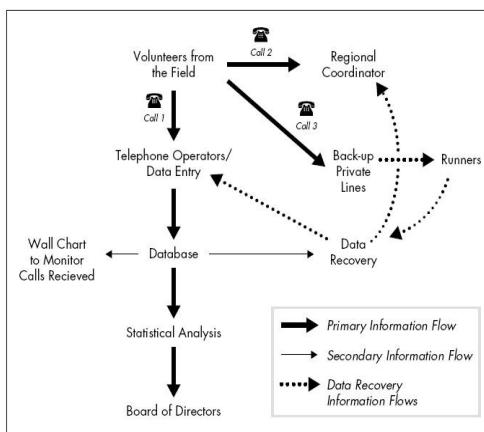 Volunteers from
the Field
Call 2
Regional
Coordinator
Call 1
Call 3
Telephone Operators/
Data Entry
Back-up
Private
Lines
Runners
Wall Chart
to Monitor
Calls Recieved
Database
Data
Recovery
Statistical Analysis
Board of Directors
Primary Information Flow
Secondary Information Flow
Data Recovery
Information Flows